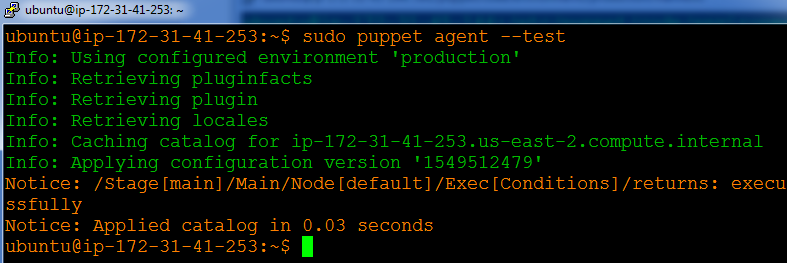 ubuntu@ip-172-31-41-253: ~
ubuntu@ip-172-31-41-253:~$ sudo puppet agent --test
Info: Using configured environment 'production'
Info: Retrieving pluginfacts
Info: Retrieving plugin
Info: Retrieving locales
Info: Caching catalog for ip-172-31-41-253.us-east-2.compute.internal
Info: Applying configuration version '1549512479'
Notice: /Stage[main]/Main/Node[default]/Exec[Conditions]/returns: execu
ssfully
Notice: Applied catalog in 0.03 seconds
ubuntu@ip-172-31-41-253:~$